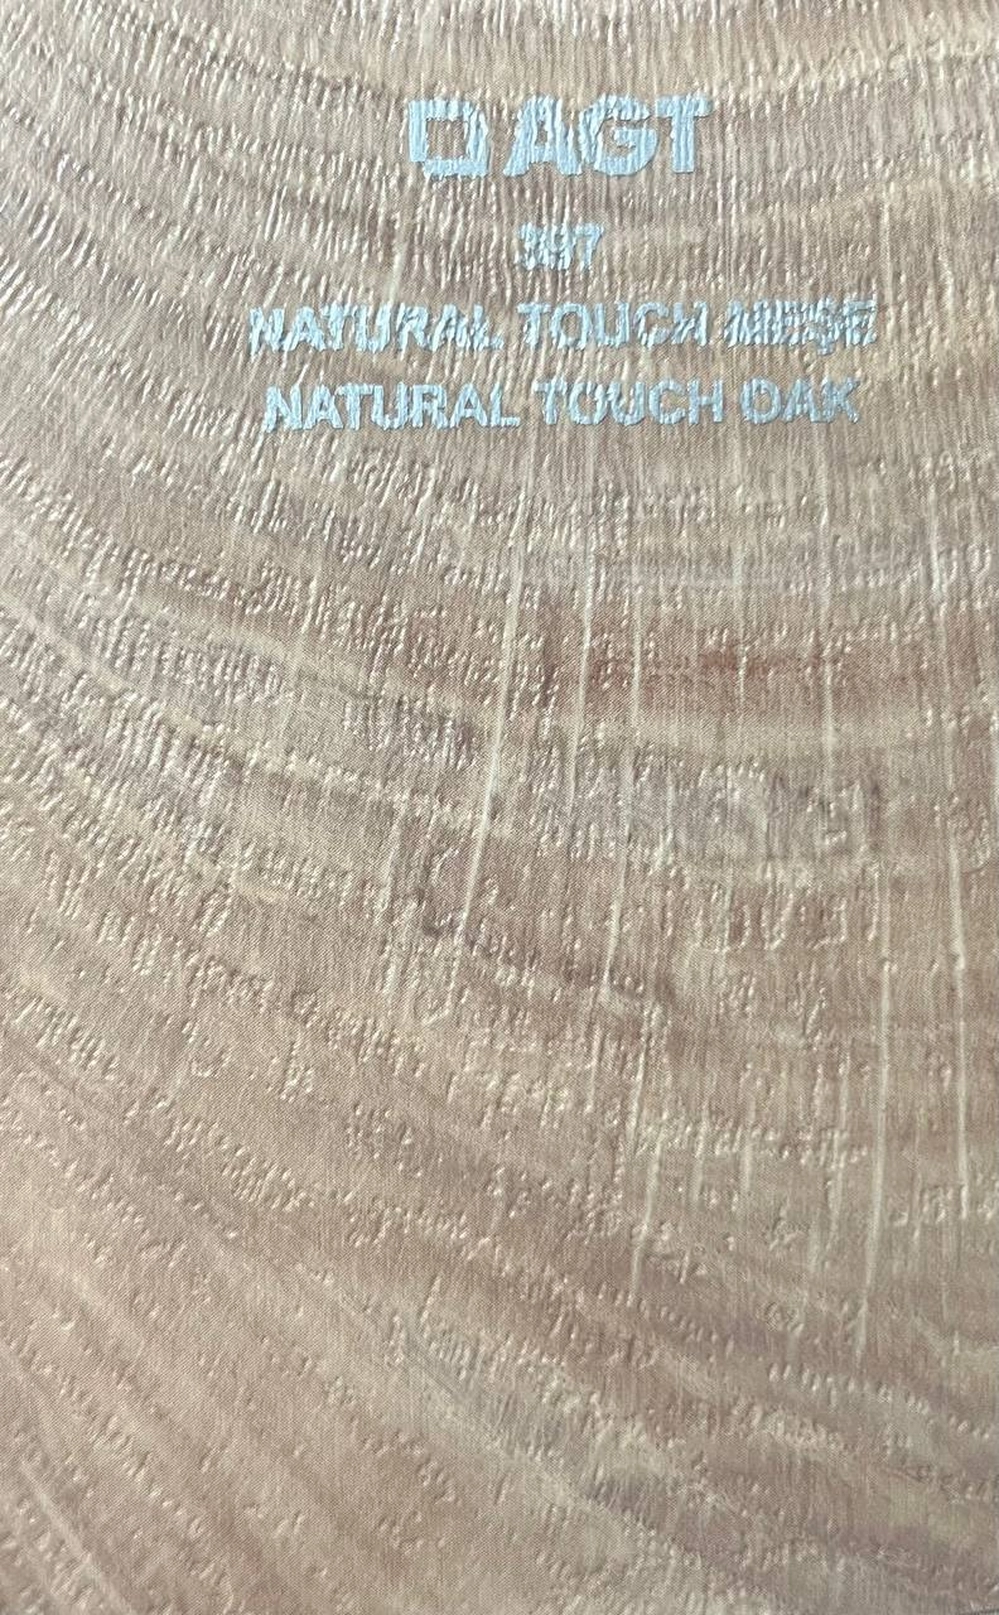 AGT
397
NATURAL TOUCH MEŞE
NATURAL TOUCH OAK